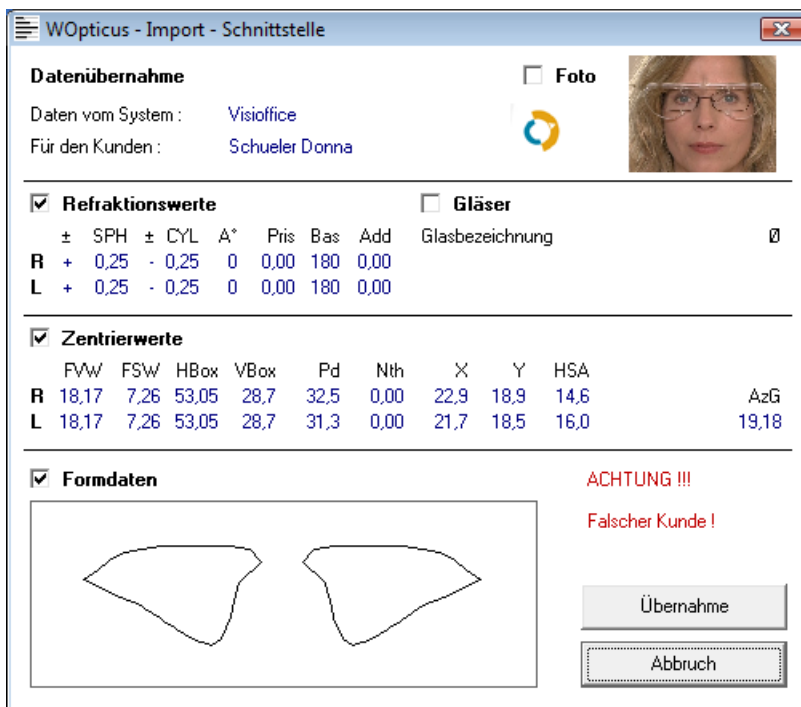 WOpticus - Import - Schnittstelle
Datenübernahme
Foto
Daten vom System : Visioffice
Für den Kunden : Schueler Donna
Refraktionswerte
Gläser
± SPH ± CYL A° Pris Bas Add
R + 0,25 - 0,25 0 0,00 180 0,00
L + 0,25 - 0,25 0 0,00 180 0,00
Glasbezeichnung Ø
Zentrierwerte
FVW FSW HBox VBox Pd Nth X Y HSA
R 18,17 7,26 53,05 28,7 32,5 0,00 22,9 18,9 14,6 AzG
L 18,17 7,26 53,05 28,7 31,3 0,00 21,7 18,5 16,0 19,18
Formdaten
ACHTUNG !!!
Falscher Kunde !
Übernahme
Abbruch